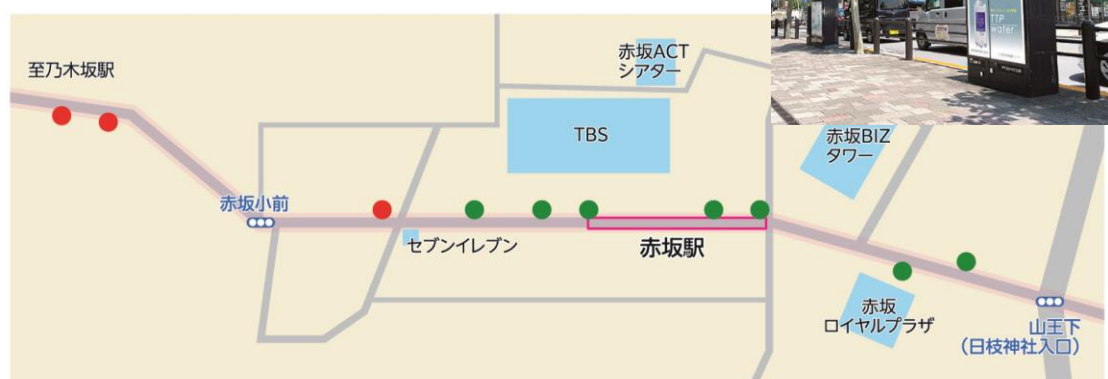 至乃木坂駅
赤坂ACT
シアター
TTP
water
TBS
赤坂BIZ
タワー
赤坂小前
セブンイレブン
赤坂駅
赤坂
ロイヤルプラザ
山王下
(日枝神社入口)